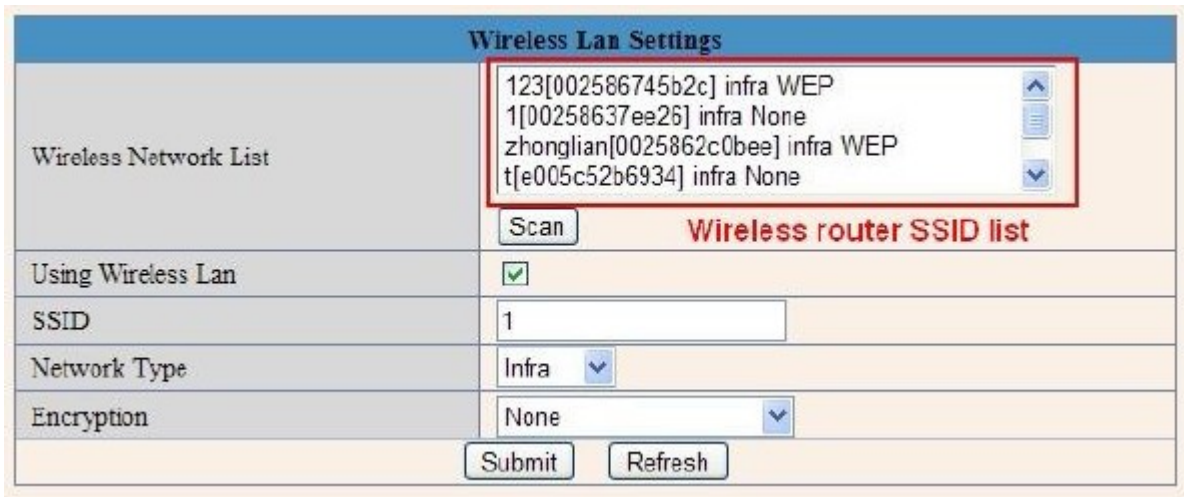 Wireless Lan Settings
Wireless Network List
123[002586745b2c] infra WEP
1[00258637ee26] infra None
zhonglian[0025862c0bee] infra WEP
t[e005c52b6934] infra None
Scan
Wireless router SSID list
Using Wireless Lan
SSID
1
Network Type
Infra
Encryption
None
Submit Refresh